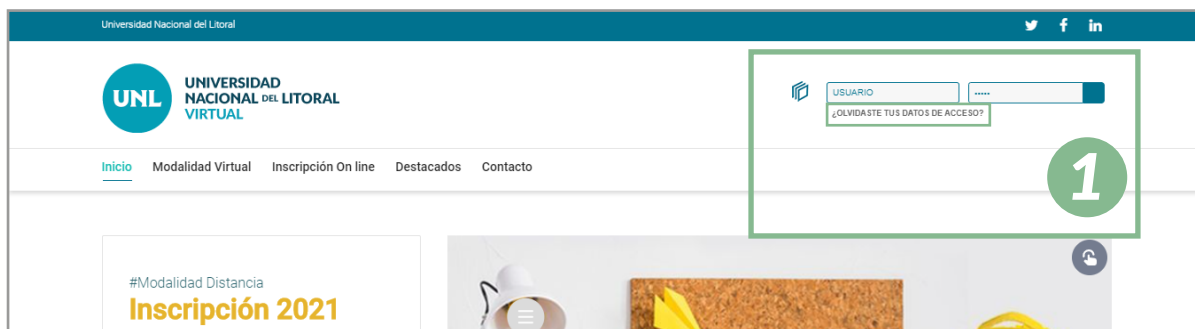 Universidad Nacional del Litoral
UNL
UNIVERSIDAD
NACIONAL DEL LITORAL
VIRTUAL
USUARIO
•••••
¿OLVIDASTE TUS DATOS DE ACCESO?
Inicio Modalidad Virtual Inscripción On line Destacados Contacto
1
#Modalidad Distancia
Inscripción 2021